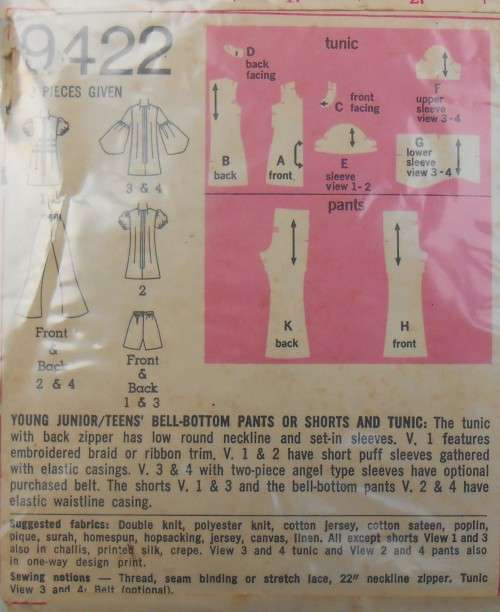 9422
PIECES GIVEN
3 & 4
2
Front
&
Back
2 & 4
Front
&
Back
1 & 3
tunic
D
back
facing
F
upper
sleeve
view 3-4
front
C facing
G
lower
sleeve
view 3-4
B
back
A
front
E
sleeve
view 1-2
pants
K
back
H
front
YOUNG JUNIOR/TEENS' BELL-BOTTOM PANTS OR SHORTS AND TUNIC: The tunic
with back zipper has low round neckline and set-in sleeves. V. 1 features
embroidered braid or ribbon trim. V. 1 & 2 have short puff sleeves gathered
with elastic casings. V. 3 & 4 with two-piece angel type sleeves have optional
purchased belt. The shorts V. 1 & 3 and the bell-bottom pants V. 2 & 4 have
elastic waistline casing.
Suggested fabrics: Double knit, polyester knit, cotton jersey, cotton sateen, poplin,
pique, surah, homespun, hopsacking, jersey, canvas, linen. All except shorts View 1 and 3
also in challis, printed silk, crepe. View 3 and 4 tunic and View 2 and 4 pants also
in one-way design print.
Sewing notions — Thread, seam binding or stretch lace, 22" neckline zipper. Tunic
View 3 and 4: Belt (optional).